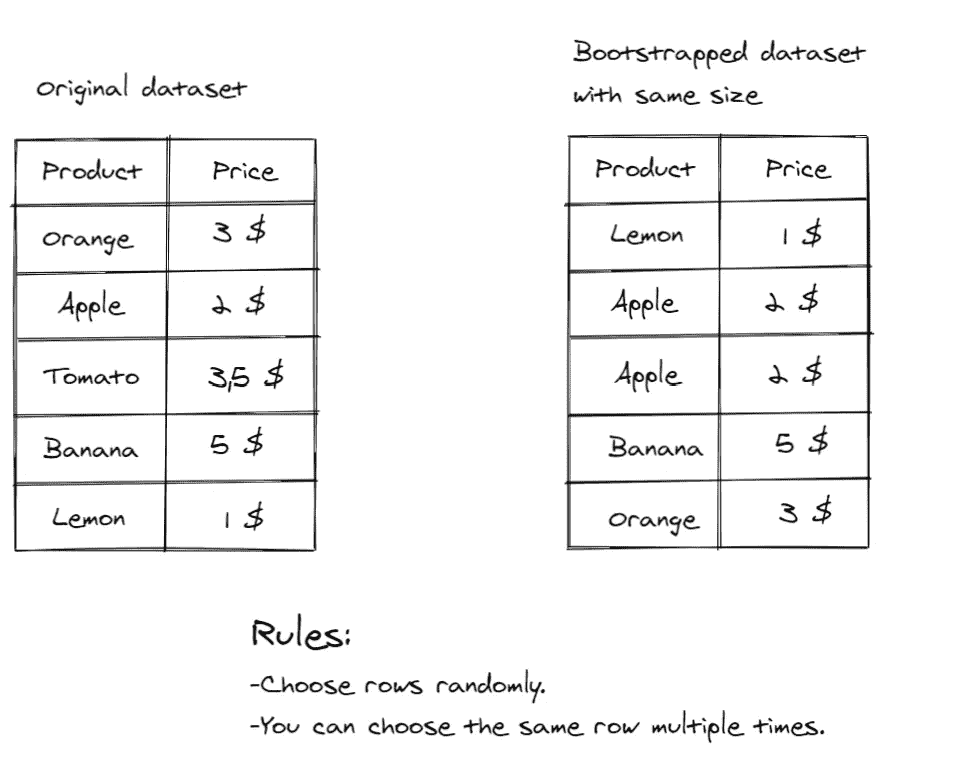 Original dataset
Product Price
Orange 3 $
Apple 2 $
Tomato 3,5 $
Banana 5 $
Lemon 1 $
Bootstrapped dataset
with same size
Product Price
Lemon 1 $
Apple 2 $
Apple 2 $
Banana 5 $
Orange 3 $
Rules:
-Choose rows randomly.
-You can choose the same row multiple times.